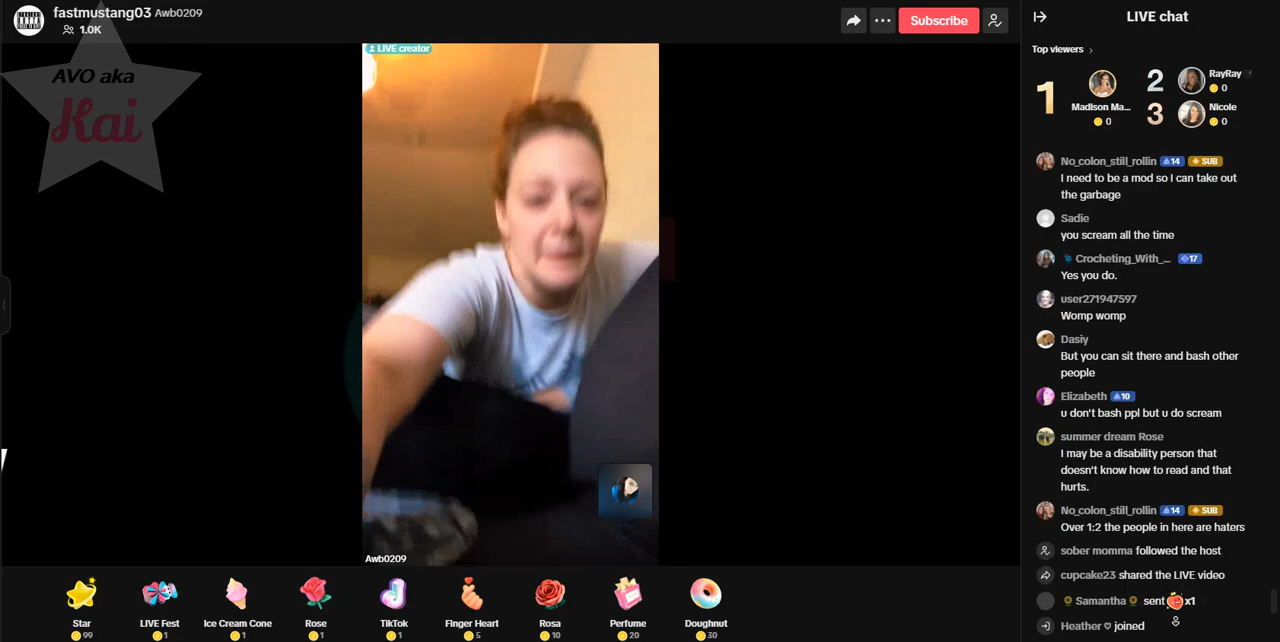 fastmustang03 Awb0209
1.0K
Subscribe
LIVE chat
AVO aka
Kai
LIVE creator
Awb0209
Top viewers
1
Madison Ma...
0
2
RayRay
0
3
Nicole
0
No_colon_still_rollin 14 SUB
I need to be a mod so I can take out
the garbage
Sadie
you scream all the time
Crocheting_With_... 17
Yes you do.
user271947597
Womp womp
Dasiy
But you can sit there and bash other
people
Elizabeth 10
u don't bash ppl but u do scream
summer dream Rose
I may be a disability person that
doesn't know how to read and that
hurts.
No_colon_still_rollin 14 SUB
Over 1:2 the people in here are haters
sober momma followed the host
cupcake23 shared the LIVE video
Samantha sent x1
Heather ♡ joined
Star
99
LIVE Fest
1
Ice Cream Cone
1
Rose
1
TikTok
1
Finger Heart
5
Rosa
10
Perfume
20
Doughnut
30